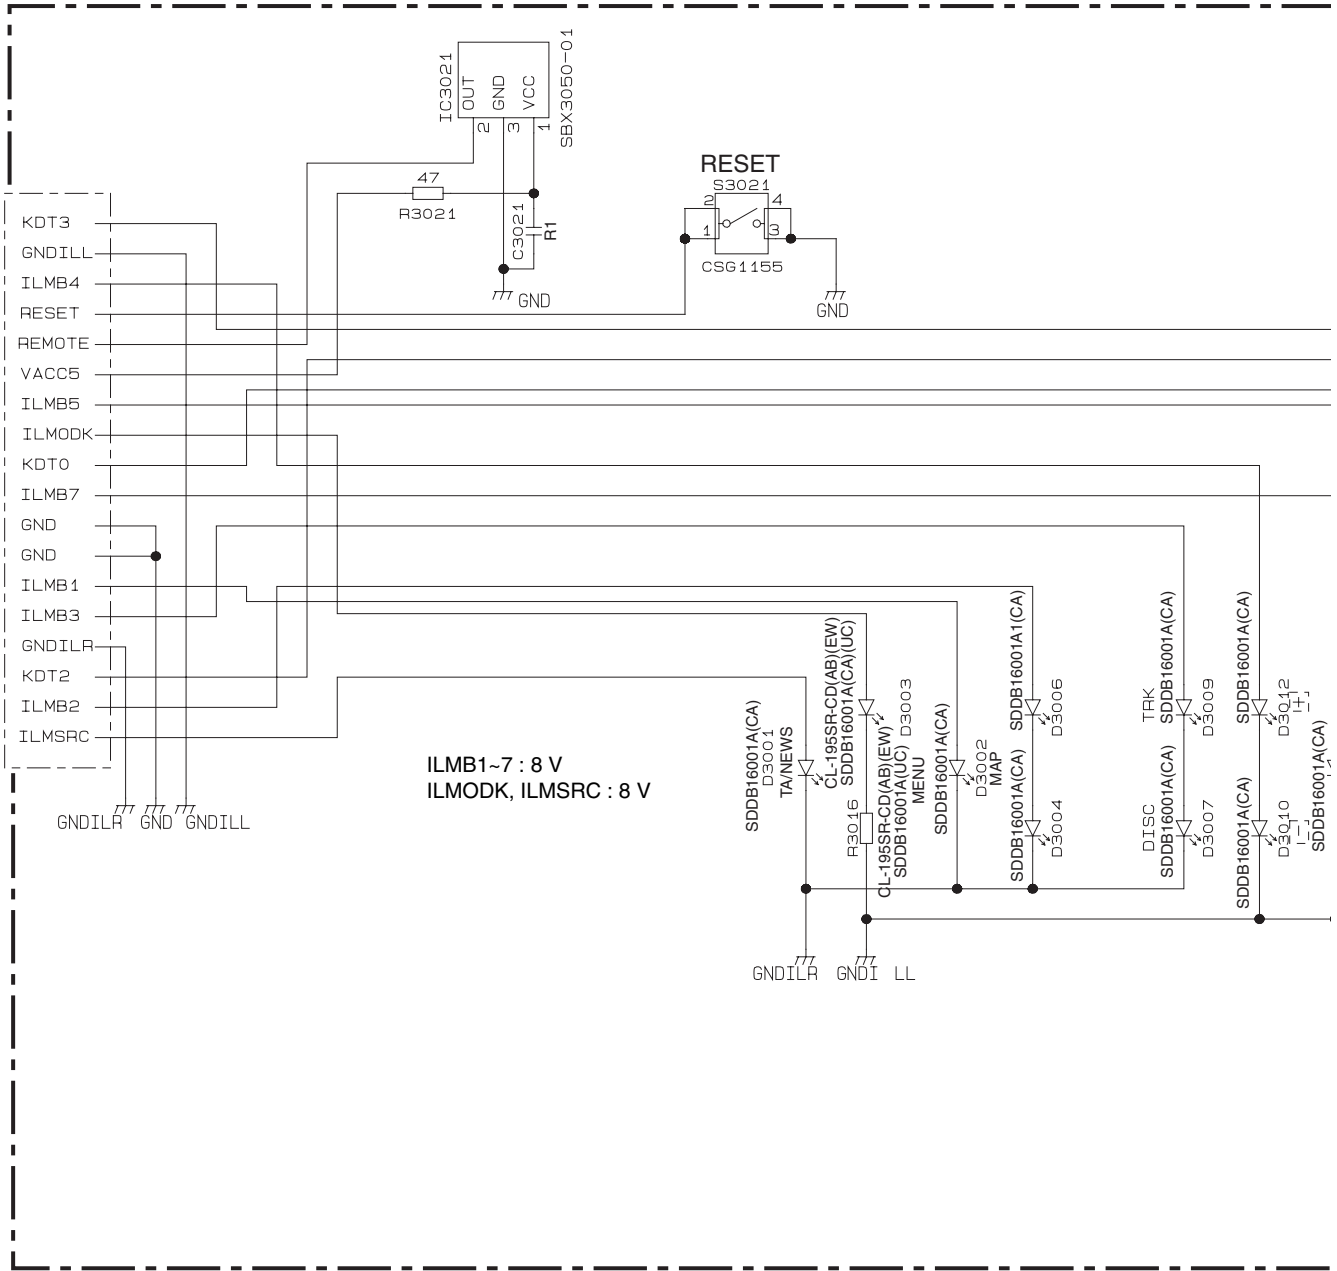 IC3021
OUT
GND
VCC
SBX3050-01
2
3
1
47
R3021
C3021
R1
GND
RESET
S3021
2
4
1
3
CSG1155
GND
KDT3
GNDILL
ILMB4
RESET
REMOTE
VACC5
ILMB5
ILMODK
KDT0
ILMB7
GND
GND
ILMB1
ILMB3
GNDILR
KDT2
ILMB2
ILMSRC
GNDILR GND GNDILL
ILMB1~7 : 8 V
ILMODK, ILMSRC : 8 V
SDDB16001A(CA)
D3001
TA/NEWS
CL-195SR-CD(AB)(EW)
SDDB16001A(CA)(UC)
D3003
R3016
CL-195SR-CD(AB)(EW)
SDDB16001A(UC)
MENU
SDDB16001A(CA)
D3002
MAP
SDDB16001A1(CA)
D3006
SDDB16001A(CA)
D3004
TRK
SDDB16001A(CA)
D3009
DISC
SDDB16001A(CA)
D3007
SDDB16001A(CA)
D3012
[+]
SDDB16001A(CA)
D3010
[-]
SDDB16001A(CA)
GNDILR GNDI LL